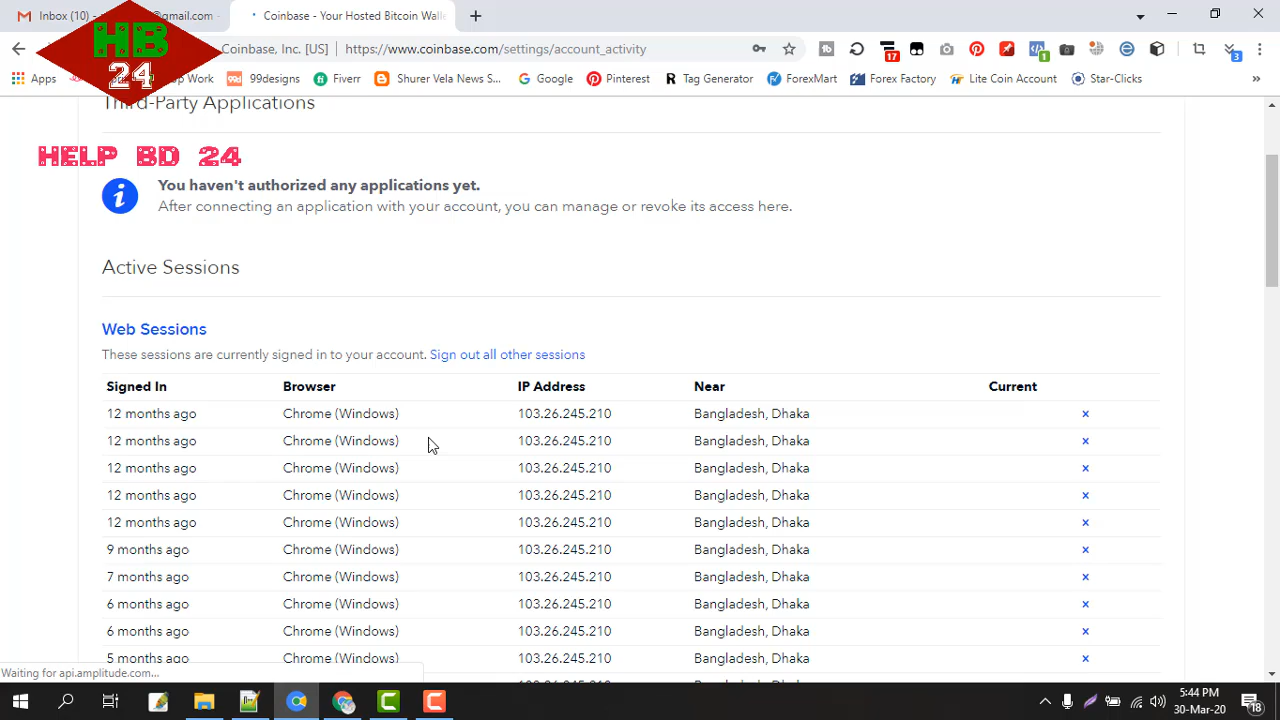 Inbox (10) - @gmail.com
Coinbase - Your Hosted Bitcoin Walle
HB
24
Coinbase, Inc. [US] | https://www.coinbase.com/settings/account_activity
17
1
3
Apps
Work
99designs
Fiverr
Shurer Vela News S...
Google
Pinterest
Tag Generator
ForexMart
Forex Factory
Lite Coin Account
Star-Clicks
»
Third-Party Applications
HELP BD 24
You haven't authorized any applications yet.
After connecting an application with your account, you can manage or revoke its access here.
Active Sessions
Web Sessions
These sessions are currently signed in to your account. Sign out all other sessions
Signed In Browser IP Address Near Current
12 months ago Chrome (Windows) 103.26.245.210 Bangladesh, Dhaka x
12 months ago Chrome (Windows) 103.26.245.210 Bangladesh, Dhaka x
12 months ago Chrome (Windows) 103.26.245.210 Bangladesh, Dhaka x
12 months ago Chrome (Windows) 103.26.245.210 Bangladesh, Dhaka x
12 months ago Chrome (Windows) 103.26.245.210 Bangladesh, Dhaka x
9 months ago Chrome (Windows) 103.26.245.210 Bangladesh, Dhaka x
7 months ago Chrome (Windows) 103.26.245.210 Bangladesh, Dhaka x
6 months ago Chrome (Windows) 103.26.245.210 Bangladesh, Dhaka x
6 months ago Chrome (Windows) 103.26.245.210 Bangladesh, Dhaka x
5 months ago Chrome (Windows) 103.26.245.210 Bangladesh, Dhaka x
Waiting for api.amplitude.com...
5:44 PM
30-Mar-20
18